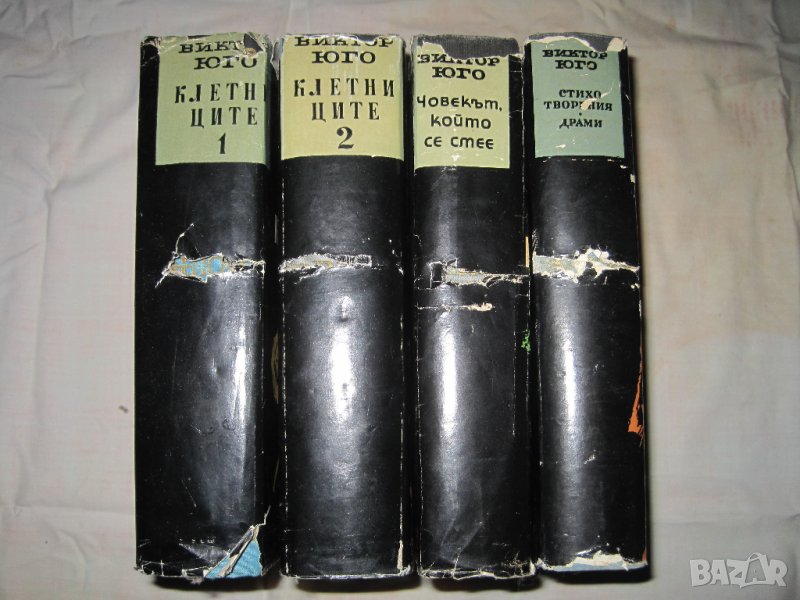 ВИКТОР
ЮГО
КЛЕТНИ
ЦИТЕ
1
ВИКТОР
ЮГО
КЛЕТНИ
ЦИТЕ
2
ВИКТОР
ЮГО
ЧОВЕКЪТ,
КОЙТО
СЕ СМЕЕ
ВИКТОР
ЮГО
СТИХО
ТВОРЕНИЯ
•
ДРАМИ
BAZAR